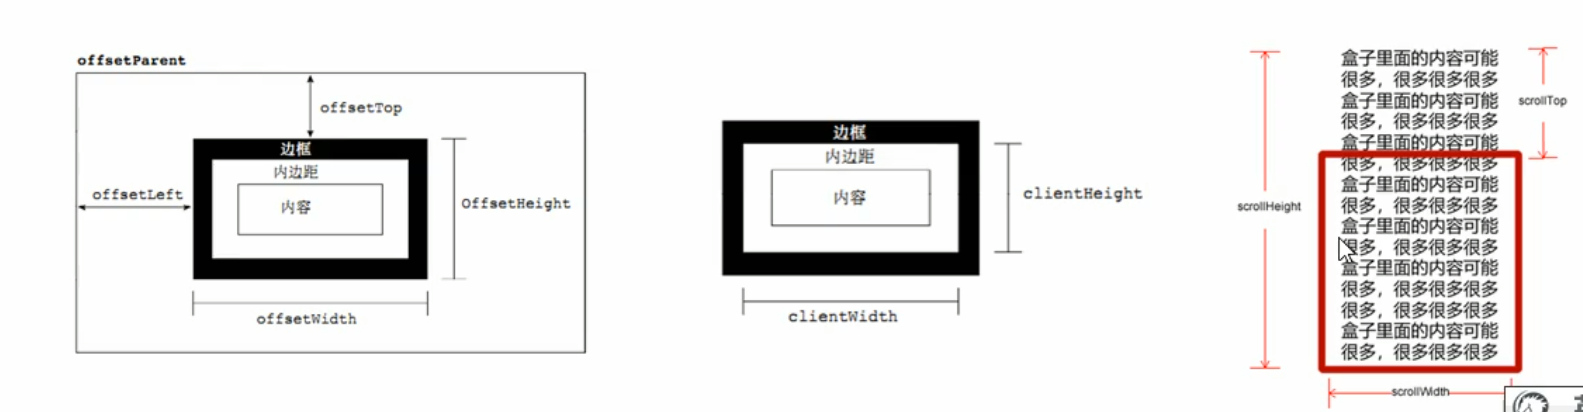 offsetParent
offsetTop
边框
内边距
offsetLeft
内容
OffsetHeight
offsetWidth
边框
内边距
内容
clientHeight
clientWidth
盒子里面的内容可能
很多，很多很多很多
盒子里面的内容可能
很多，很多很多很多
盒子里面的内容可能
很多，很多很多很多
盒子里面的内容可能
很多，很多很多很多
盒子里面的内容可能
很多，很多很多很多
盒子里面的内容可能
很多，很多很多很多
很多，很多很多很多
盒子里面的内容可能
很多，很多很多很多
scrollTop
scrollHeight
scrollWidth